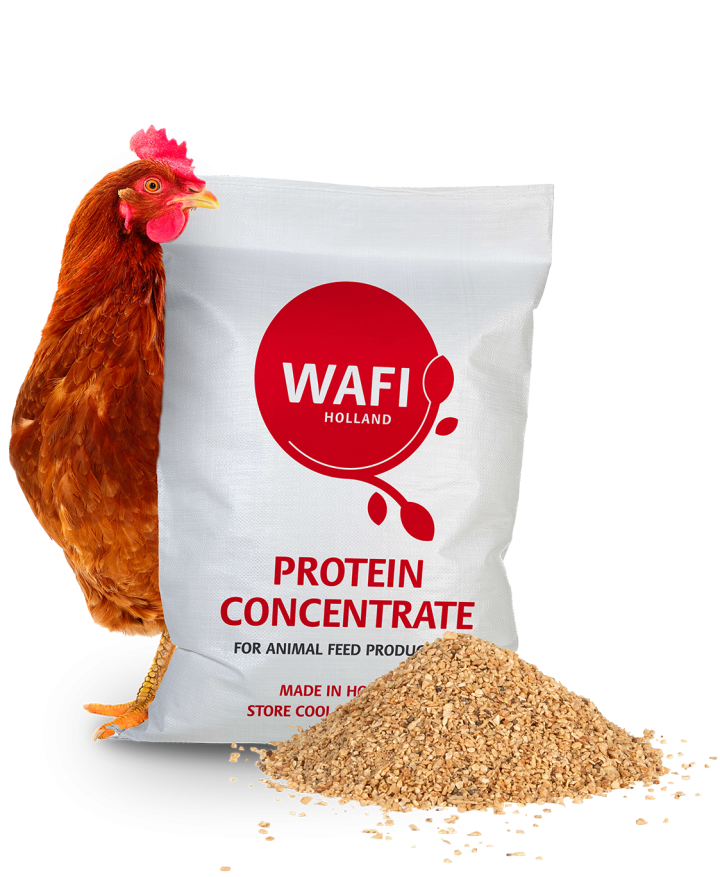 WAFI
HOLLAND
PROTEIN
CONCENTRATE
FOR ANIMAL FEED
MADE IN
STORE COOL